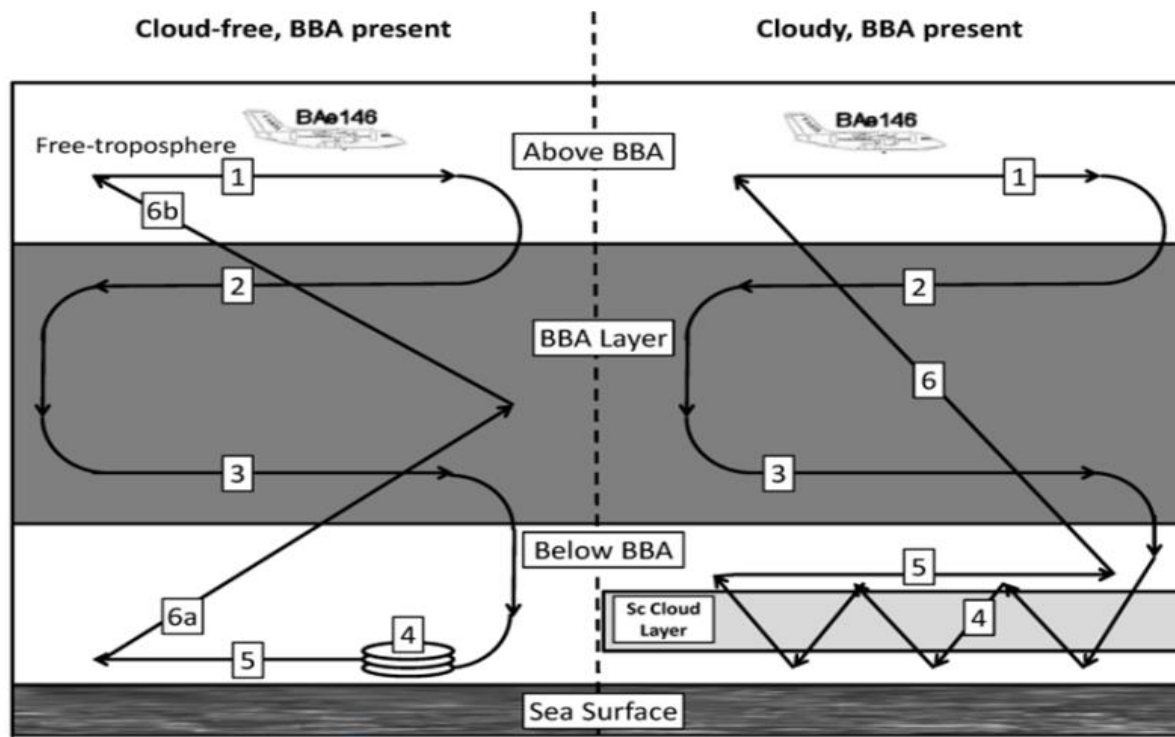 Cloud-free, BBA present
Cloudy, BBA present
BAe146
BAe146
Free-troposphere
Above BBA
1
1
6b
2
2
BBA Layer
6
3
3
Below BBA
5
6a
4
Sc Cloud
Layer
4
5
Sea Surface